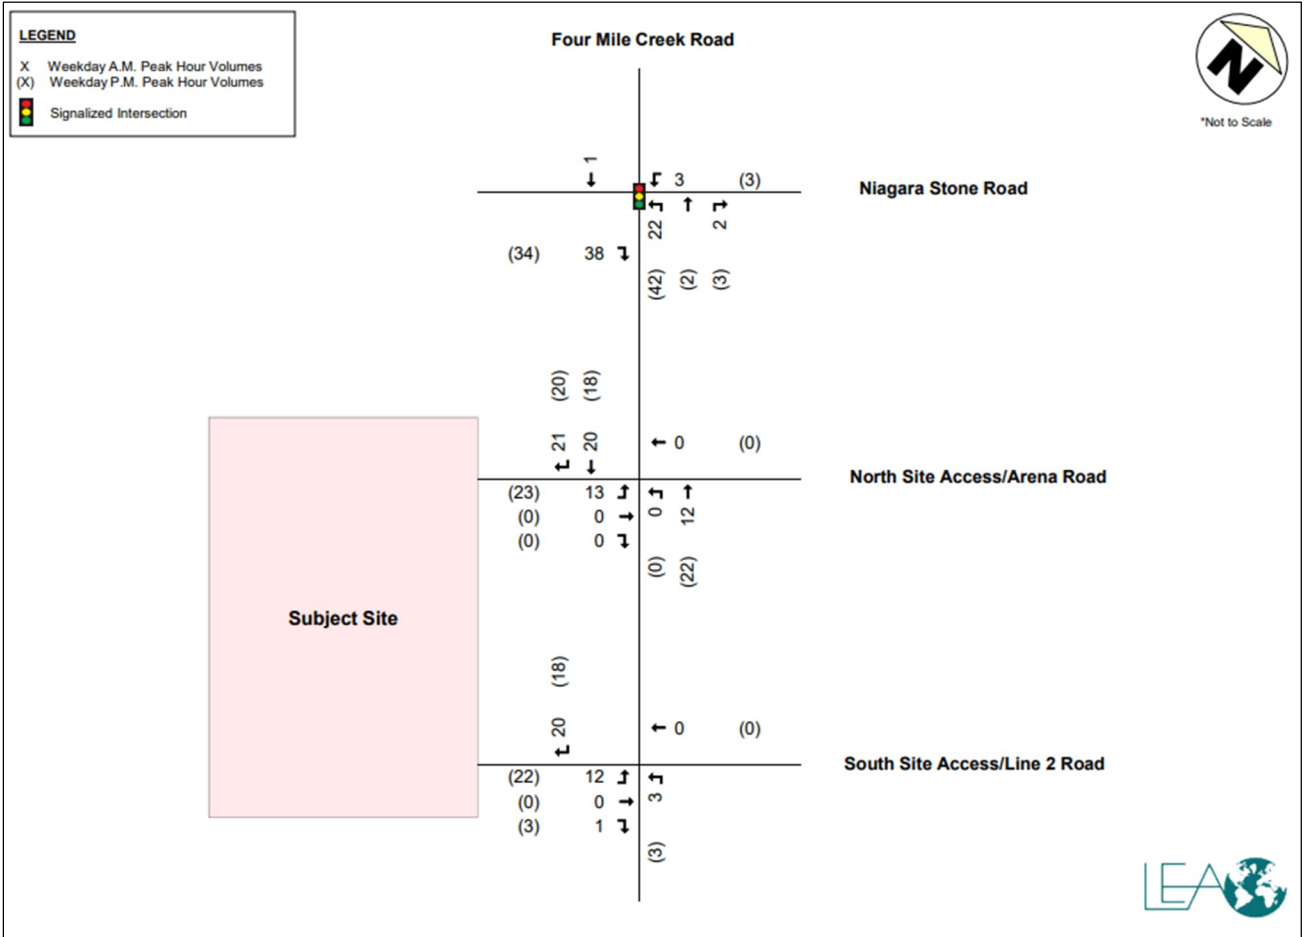 LEGEND
X Weekday A.M. Peak Hour Volumes
(X) Weekday P.M. Peak Hour Volumes
Signalized Intersection
Four Mile Creek Road
N
*Not to Scale
1
3 (3)
Niagara Stone Road
22 2
(34) 38
(42) (2) (3)
(20) (18)
21 20
0 (0)
North Site Access/Arena Road
(23) 13
(0) 0
(0) 0
0 12
(0) (22)
Subject Site
(18)
20
0 (0)
South Site Access/Line 2 Road
(22) 12
(0) 0
(3) 1
3
(3)
LEA